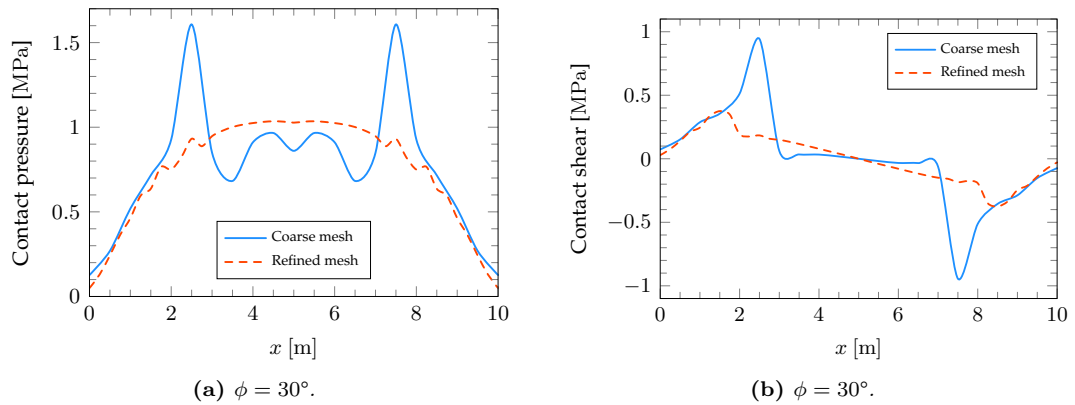 Contact pressure [MPa]
1.5
1
0.5
0
Coarse mesh
Refined mesh
0 2 4 6 8 10
x [m]
(a) ϕ = 30°.
Contact shear [MPa]
1
0.5
0
−0.5
−1
Coarse mesh
Refined mesh
0 2 4 6 8 10
x [m]
(b) ϕ = 30°.